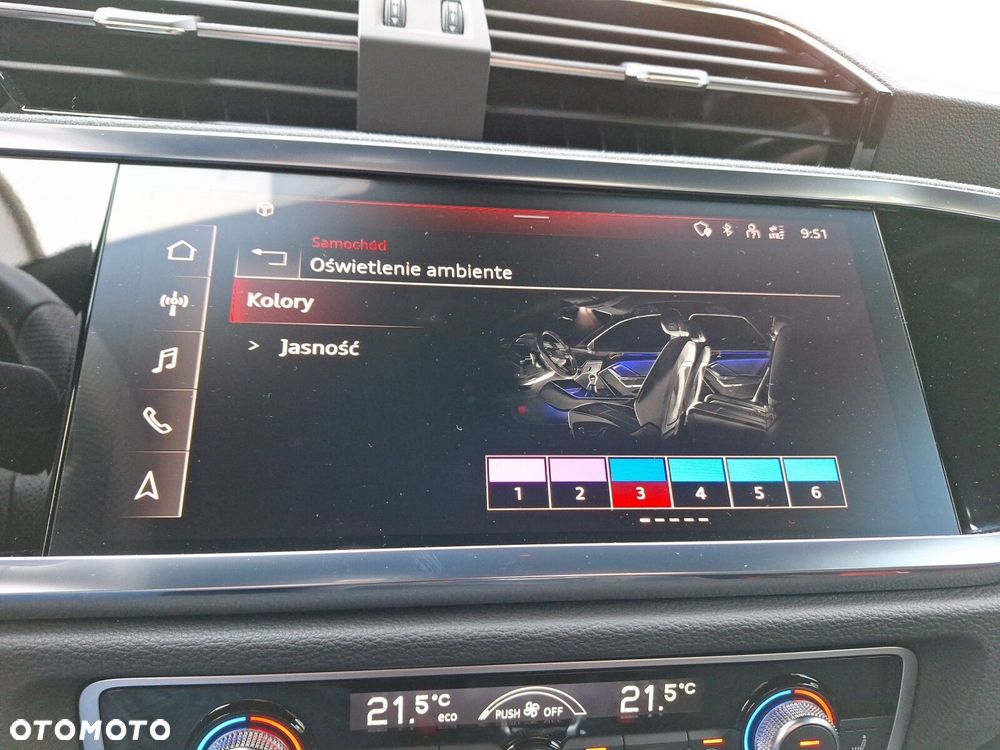 9:51
Samochód
Oświetlenie ambiente
Kolory
> Jasność
1 2 3 4 5 6
21.5°C eco
PUSH OFF
21.5°C
OTOMOTO